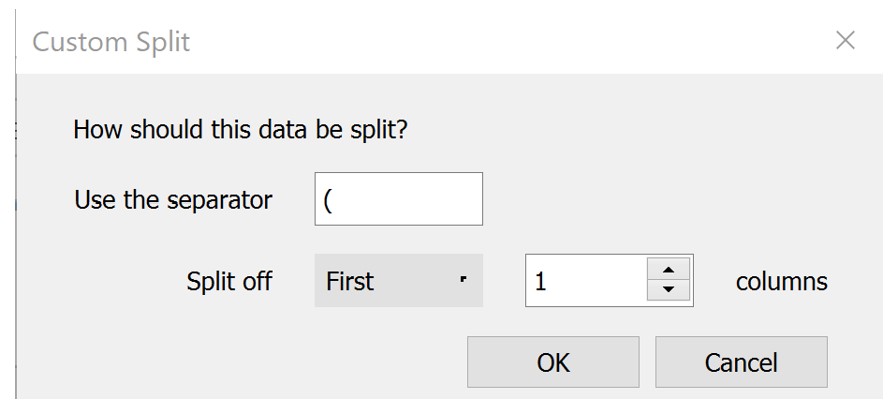 Custom Split
How should this data be split?
Use the separator (
Split off First 1 columns
OK Cancel